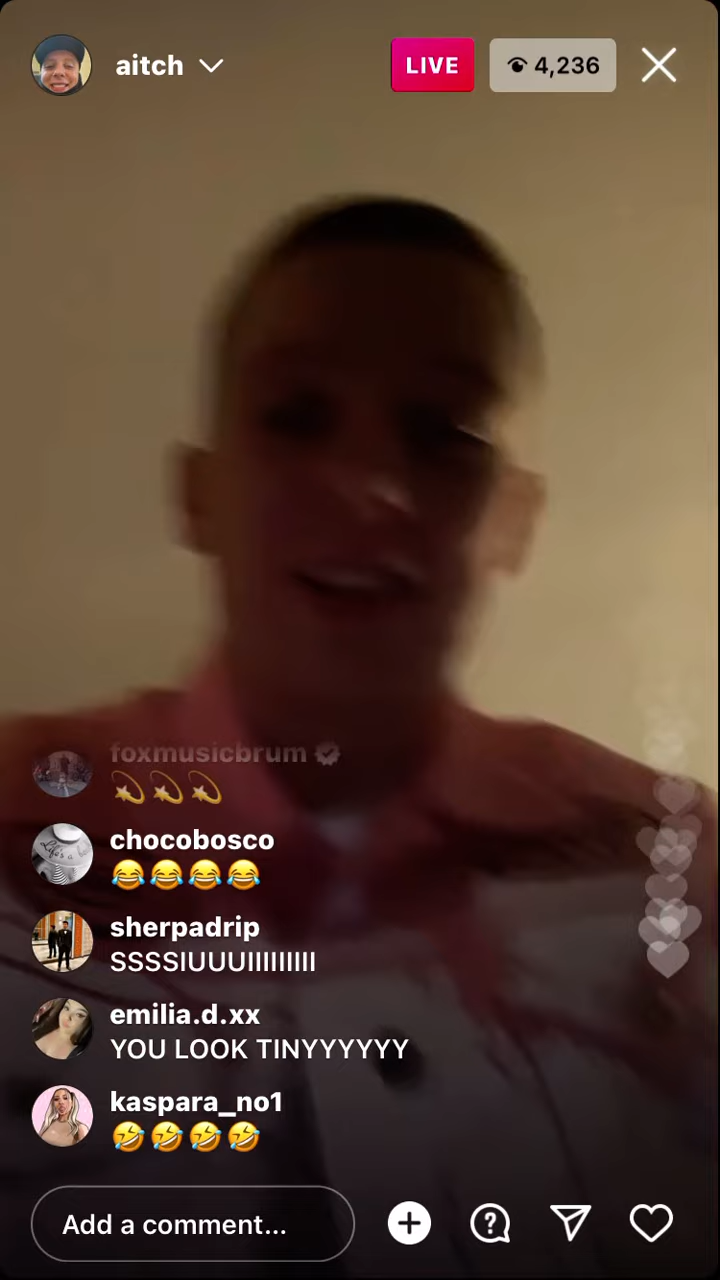 aitch
LIVE
4,236
foxmusicbrum
💫💫💫
chocobosco
😂😂😂😂
sherpadrip
SSSSIUUUIIIIIIIII
emilia.d.xx
YOU LOOK TINYYYYYY
kaspara_no1
🤣🤣🤣🤣
Add a comment...